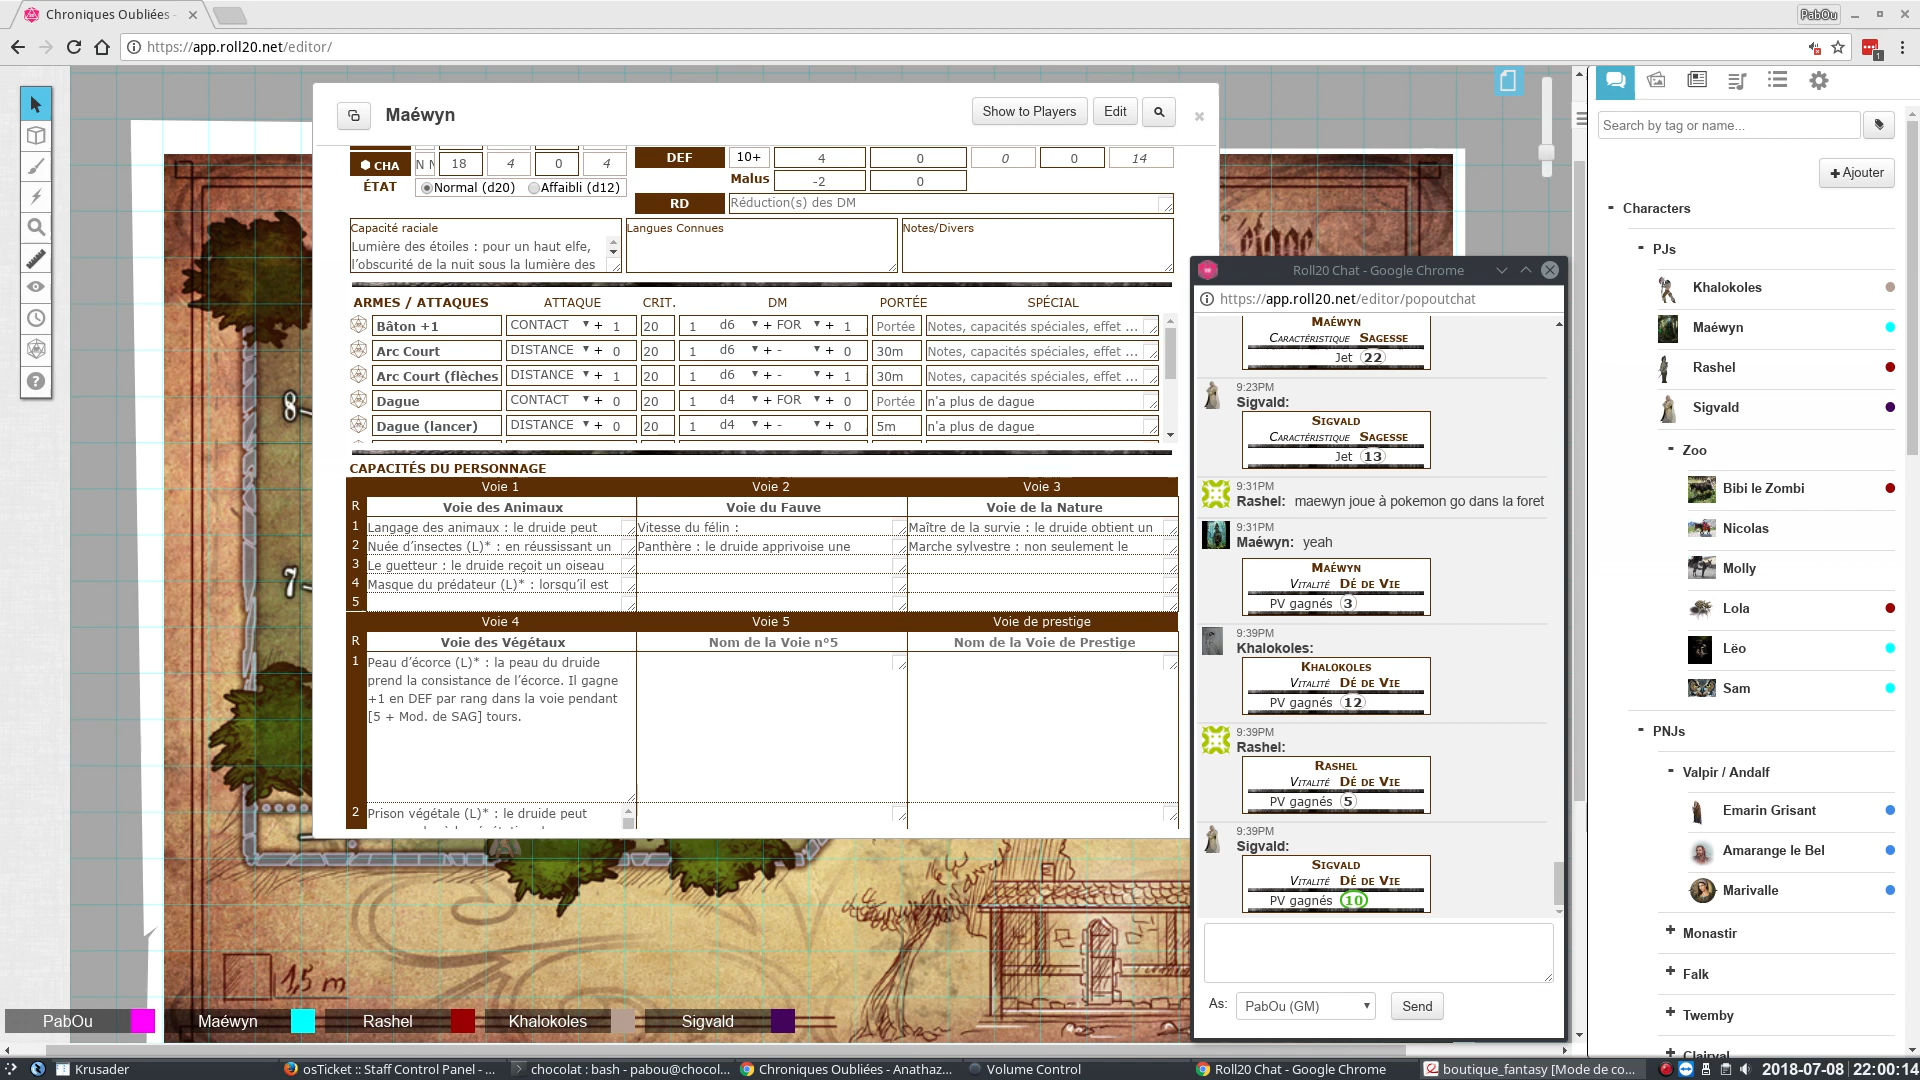 Chroniques Oubliées -
PabOu
https://app.roll20.net/editor/
1
Maéwyn
Show to Players
Edit
CHA
N N
18
4
0
4
DEF
10+
4
0
0
0
14
Malus
-2
0
ÉTAT
Normal (d20)
Affaibli (d12)
RD
Réduction(s) des DM
Capacité raciale
Lumière des étoiles : pour un haut elfe,
l'obscurité de la nuit sous la lumière des
Langues Connues
Notes/Divers
ARMES / ATTAQUES ATTAQUE CRIT. DM PORTÉE SPÉCIAL
Bâton +1 CONTACT + 1 20 1 d6 + FOR + 1 Portée Notes, capacités spéciales, effet ...
Arc Court DISTANCE + 0 20 1 d6 + - + 0 30m Notes, capacités spéciales, effet ...
Arc Court (flèches DISTANCE + 1 20 1 d6 + - + 1 30m Notes, capacités spéciales, effet ...
Dague CONTACT + 0 20 1 d4 + FOR + 0 Portée n'a plus de dague
Dague (lancer) DISTANCE + 0 20 1 d4 + - + 0 5m n'a plus de dague
CAPACITÉS DU PERSONNAGE
Voie 1 Voie 2 Voie 3
R Voie des Animaux Voie du Fauve Voie de la Nature
1 Langage des animaux : le druide peut Vitesse du félin : Maître de la survie : le druide obtient un
2 Nuée d'insectes (L)* : en réussissant un Panthère : le druide apprivoise une Marche sylvestre : non seulement le
3 Le guetteur : le druide reçoit un oiseau
4 Masque du prédateur (L)* : lorsqu'il est
5
Voie 4 Voie 5 Voie de prestige
R Voie des Végétaux Nom de la Voie n°5 Nom de la Voie de Prestige
1 Peau d'écorce (L)* : la peau du druide
prend la consistance de l'écorce. Il gagne
+1 en DEF par rang dans la voie pendant
[5 + Mod. de SAG] tours.
2 Prison végétale (L)* : le druide peut
8
7
1,5 m
Roll20 Chat - Google Chrome
https://app.roll20.net/editor/popoutchat
Maéwyn
Caractéristique Sagesse
Jet 22
9:23PM
Sigvald:
Sigvald
Caractéristique Sagesse
Jet 13
9:31PM
Rashel: maewyn joue à pokemon go dans la foret
9:31PM
Maéwyn: yeah
Maéwyn
Vitalité Dé de Vie
PV gagnés 3
9:39PM
Khalokoles:
Khalokoles
Vitalité Dé de Vie
PV gagnés 12
9:39PM
Rashel:
Rashel
Vitalité Dé de Vie
PV gagnés 5
9:39PM
Sigvald:
Sigvald
Vitalité Dé de Vie
PV gagnés 10
As: PabOu (GM) Send
Search by tag or name...
Ajouter
Characters
PJs
Khalokoles
Maéwyn
Rashel
Sigvald
Zoo
Bibi le Zombi
Nicolas
Molly
Lola
Lëo
Sam
PNJs
Valpir / Andalf
Emarin Grisant
Amarange le Bel
Marivalle
Monastir
Falk
Twemby
Clairval
PabOu Maéwyn Rashel Khalokoles Sigvald
Krusader
osTicket :: Staff Control Panel - ...
chocolat : bash - pabou@chocol...
Chroniques Oubliées - Anathaz...
Volume Control
Roll20 Chat - Google Chrome
boutique_fantasy [Mode de co...
2018-07-08 22:00:14